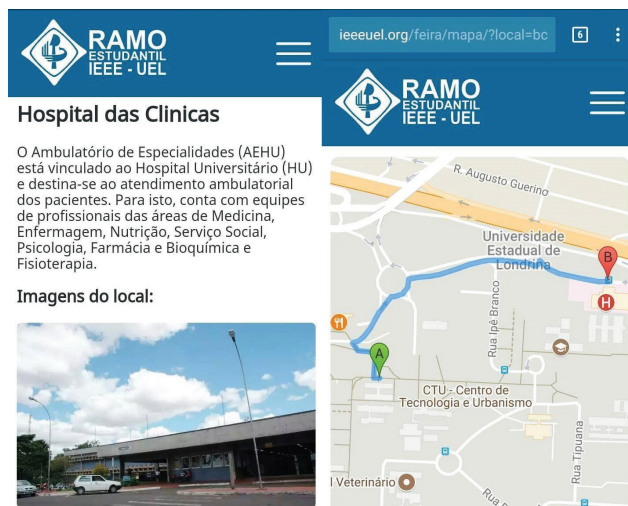 RAMO
ESTUDANTIL
IEEE - UEL
Hospital das Clinicas
O Ambulatório de Especialidades (AEHU)
está vinculado ao Hospital Universitário (HU)
e destina-se ao atendimento ambulatorial
dos pacientes. Para isto, conta com equipes
de profissionais das áreas de Medicina,
Enfermagem, Nutrição, Serviço Social,
Psicologia, Farmácia e Bioquímica e
Fisioterapia.
Imagens do local:
ieeeuel.org/feira/mapa/?local=bc
6
RAMO
ESTUDANTIL
IEEE - UEL
R. Augusto Guerino
Universidade
Estadual de
Londrina
B
H
Rua Ipê Branco
A
CTU - Centro de
Tecnologia e Urbanismo
Rua Tipuana
l Veterinário
Rua